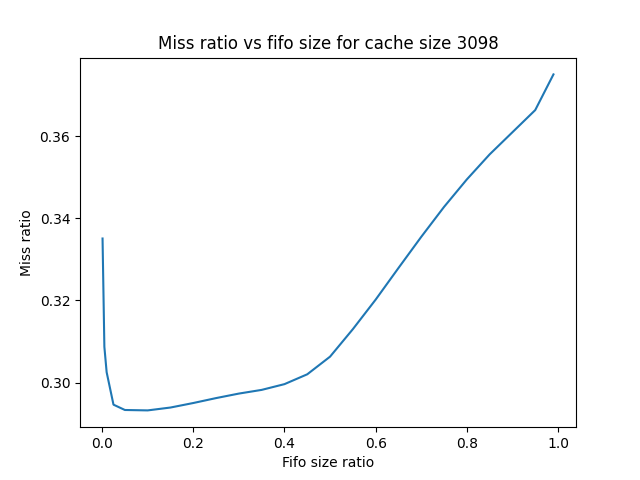 Miss ratio vs fifo size for cache size 3098
Miss ratio
0.36
0.34
0.32
0.30
0.0 0.2 0.4 0.6 0.8 1.0
Fifo size ratio